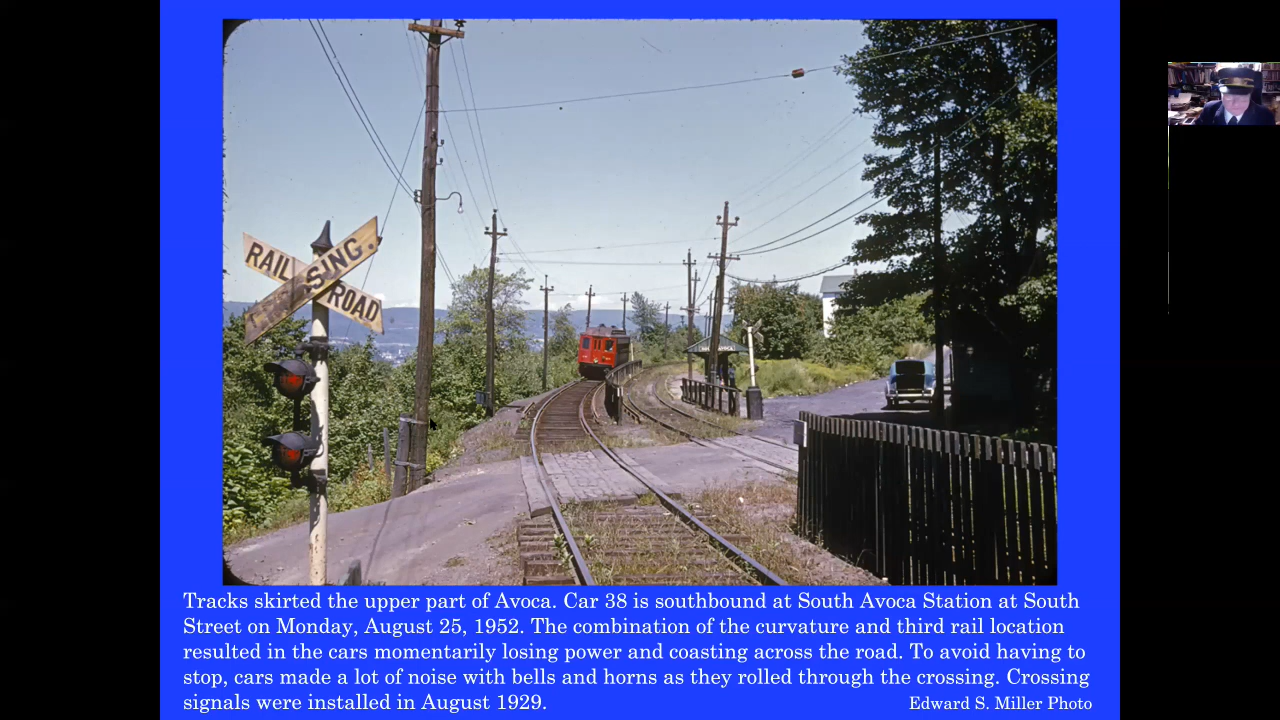 RAIL ROAD
CROSSING.
AVOCA
Tracks skirted the upper part of Avoca. Car 38 is southbound at South Avoca Station at South
Street on Monday, August 25, 1952. The combination of the curvature and third rail location
resulted in the cars momentarily losing power and coasting across the road. To avoid having to
stop, cars made a lot of noise with bells and horns as they rolled through the crossing. Crossing
signals were installed in August 1929.
Edward S. Miller Photo